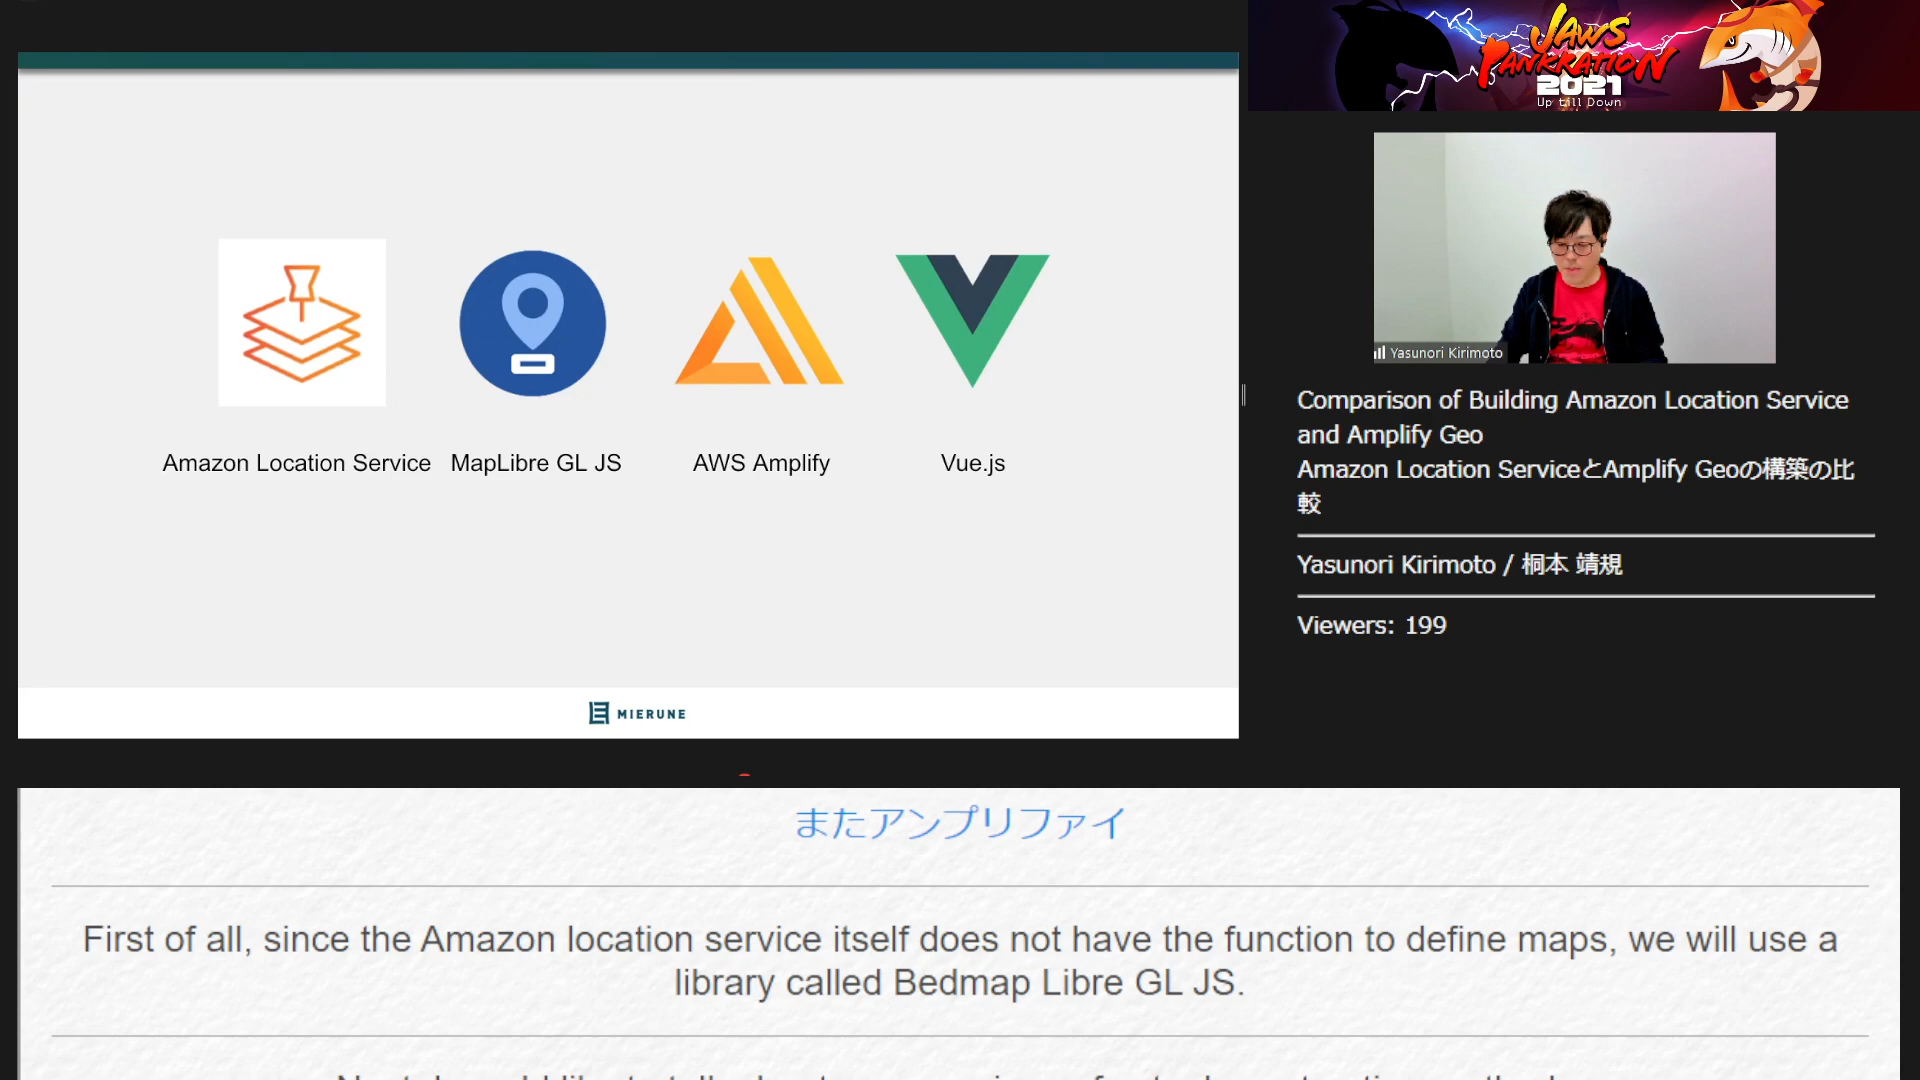 JAWS
PANKRATION
2021
Up till Down
Amazon Location Service
MapLibre GL JS
AWS Amplify
Vue.js
MIERUNE
Yasunori Kirimoto
Comparison of Building Amazon Location Service
and Amplify Geo
Amazon Location ServiceとAmplify Geoの構築の比
較
Yasunori Kirimoto / 桐本 靖規
Viewers: 199
またアンプリファイ
First of all, since the Amazon location service itself does not have the function to define maps, we will use a
library called Bedmap Libre GL JS.